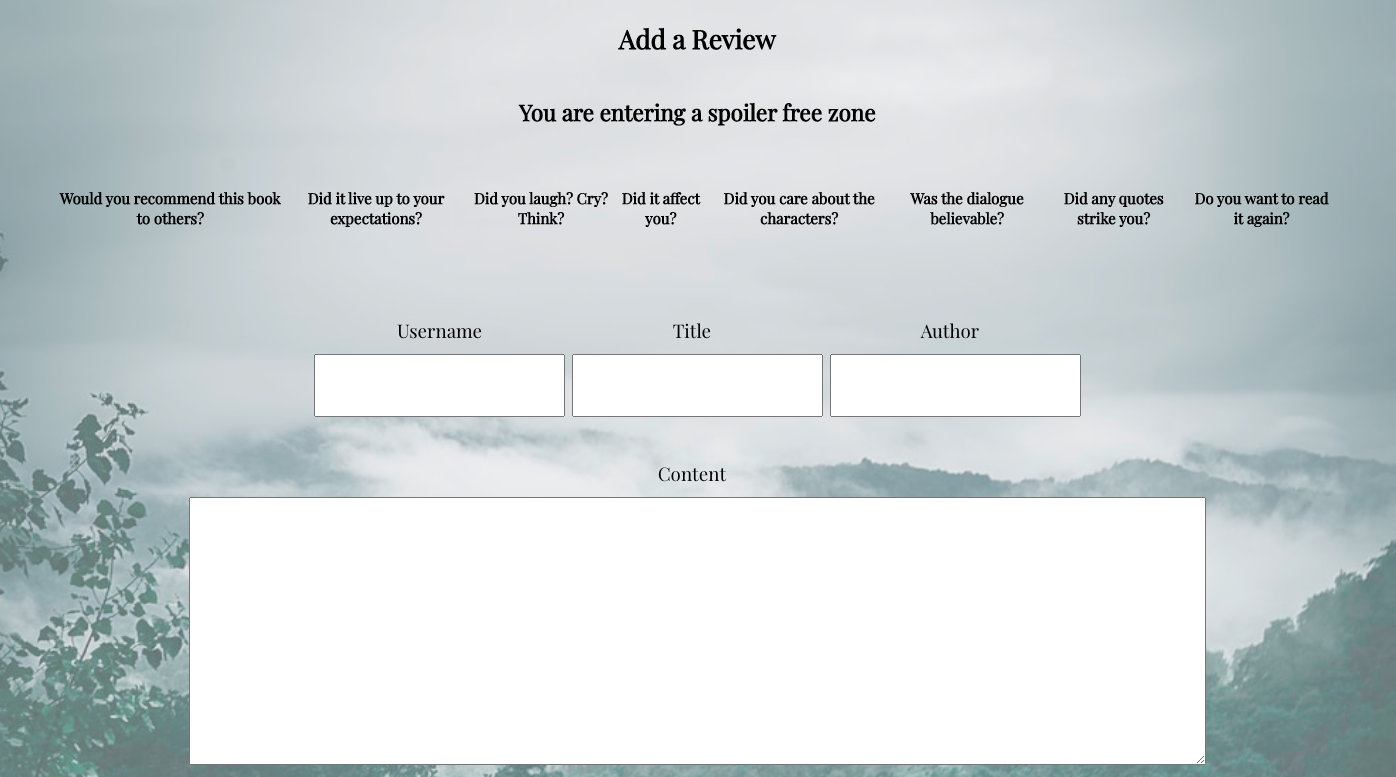 Add a Review
You are entering a spoiler free zone
Would you recommend this book
to others?
Did it live up to your
expectations?
Did you laugh? Cry?
Think?
Did it affect
you?
Did you care about the
characters?
Was the dialogue
believable?
Did any quotes
strike you?
Do you want to read
it again?
Username
Title
Author
Content